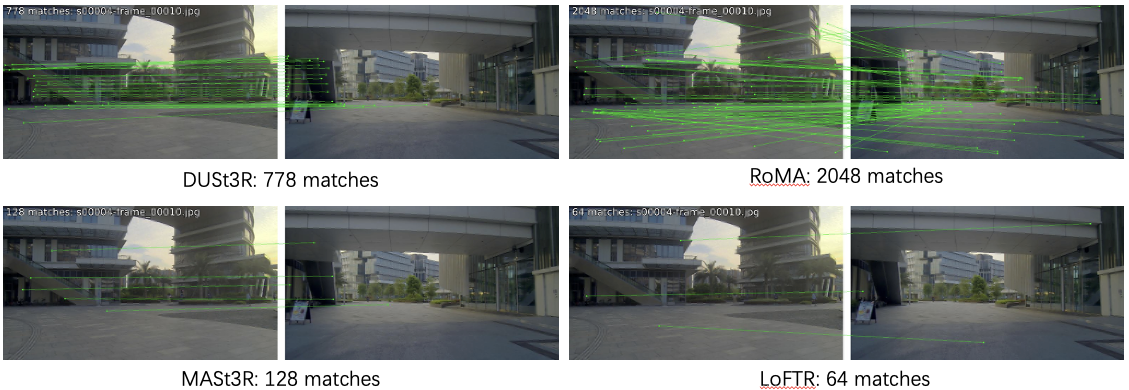 778 matches: s00004-frame_00010.jpg
2048 matches: s00004-frame_00010.jpg
DUSt3R: 778 matches
RoMA: 2048 matches
128 matches: s00004-frame_00010.jpg
64 matches: s00004-frame_00010.jpg
MASt3R: 128 matches
LoFTR: 64 matches